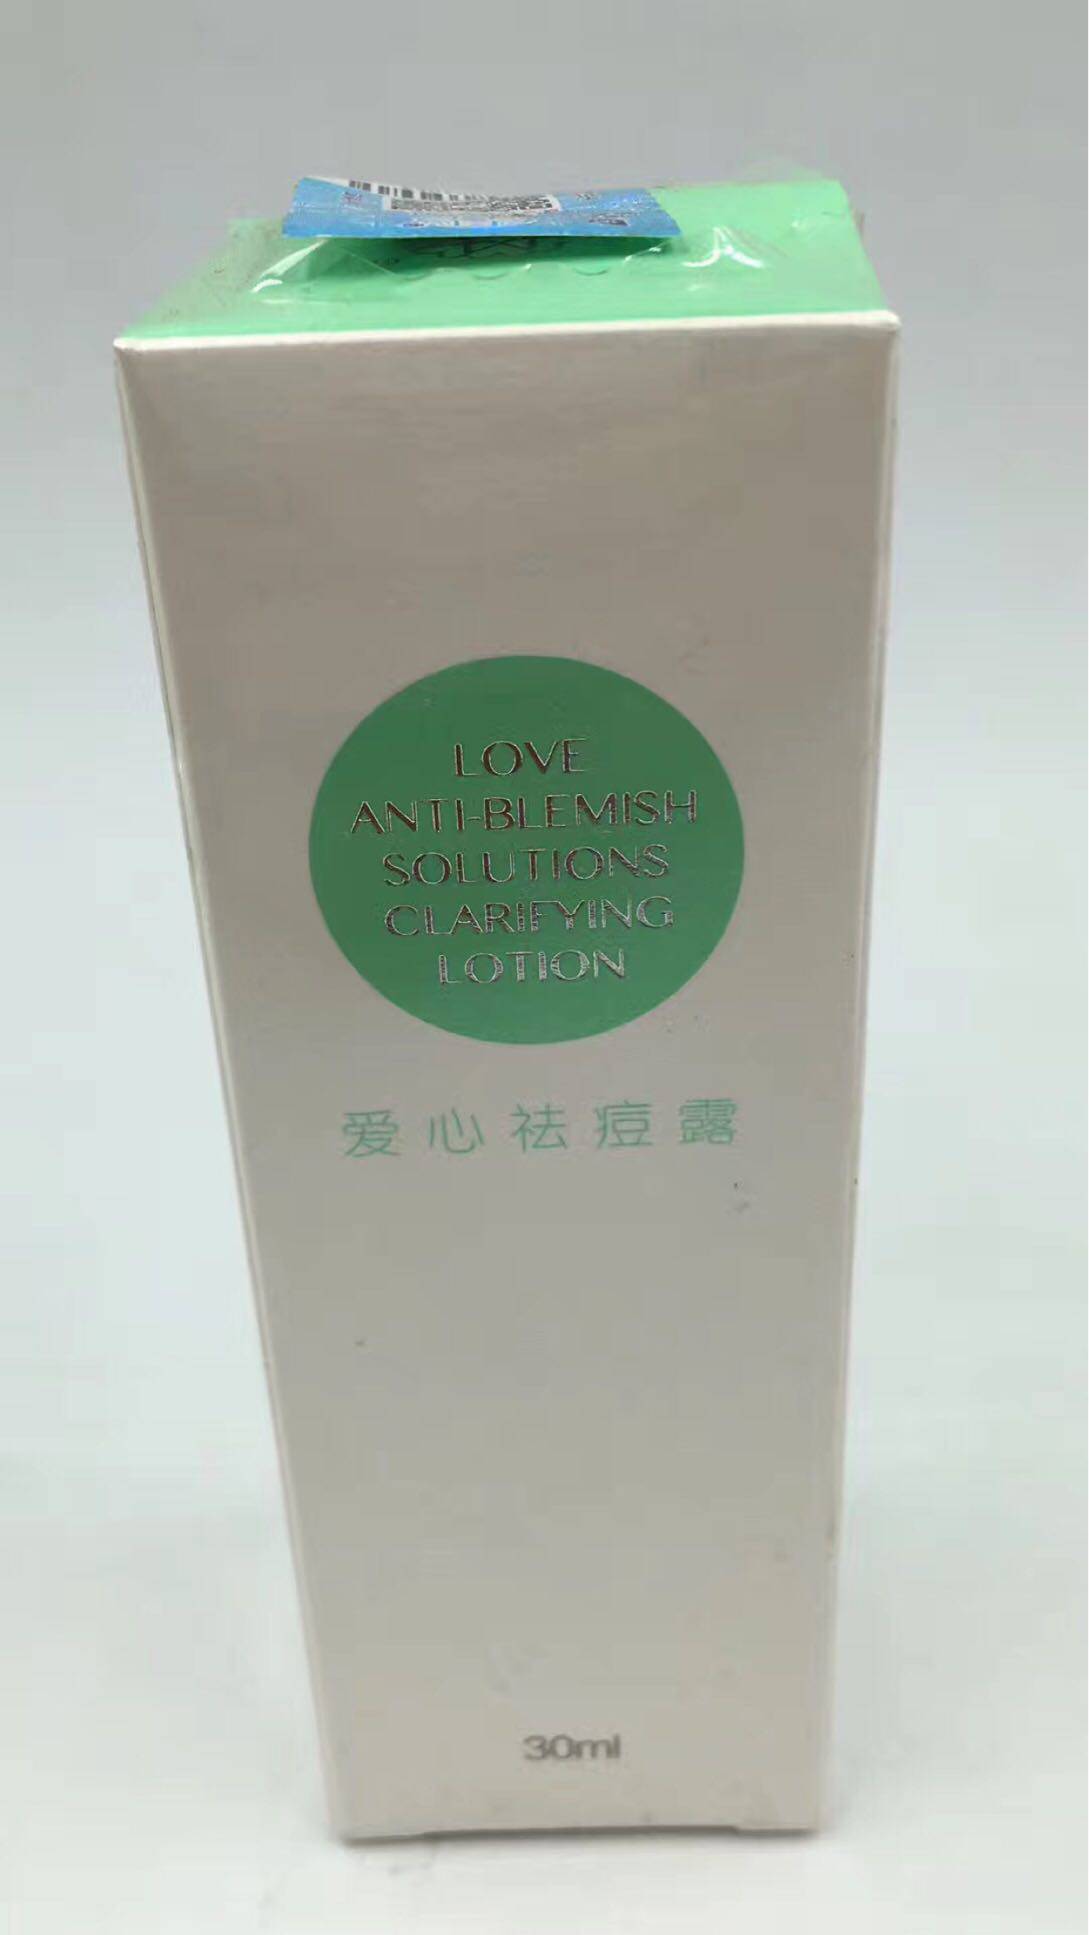 LOVE
ANTI-BLEMISH
SOLUTIONS
CLARIFYING
LOTION
爱心祛痘露
30ml